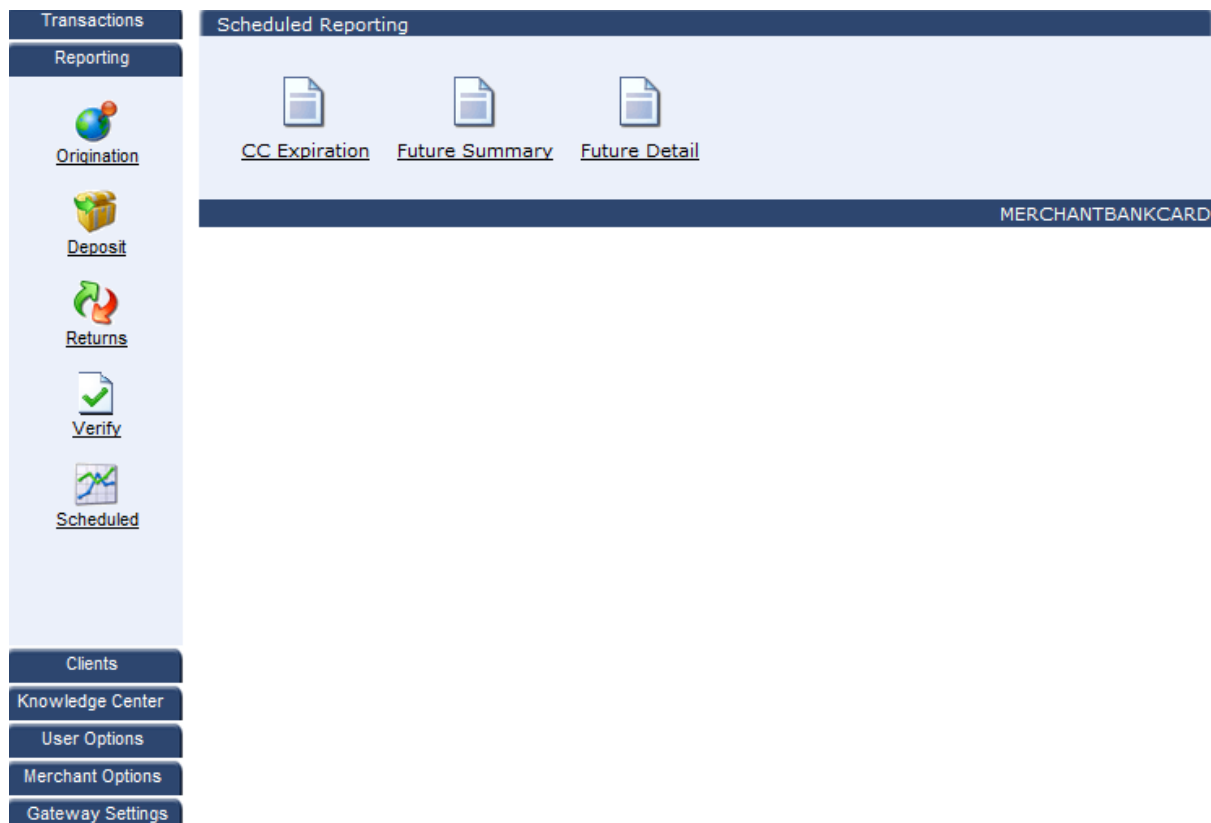 Transactions
Reporting
Origination
Deposit
Returns
Verify
Scheduled
Clients
Knowledge Center
User Options
Merchant Options
Gateway Settings
Scheduled Reporting
CC Expiration Future Summary Future Detail
MERCHANTBANKCARD